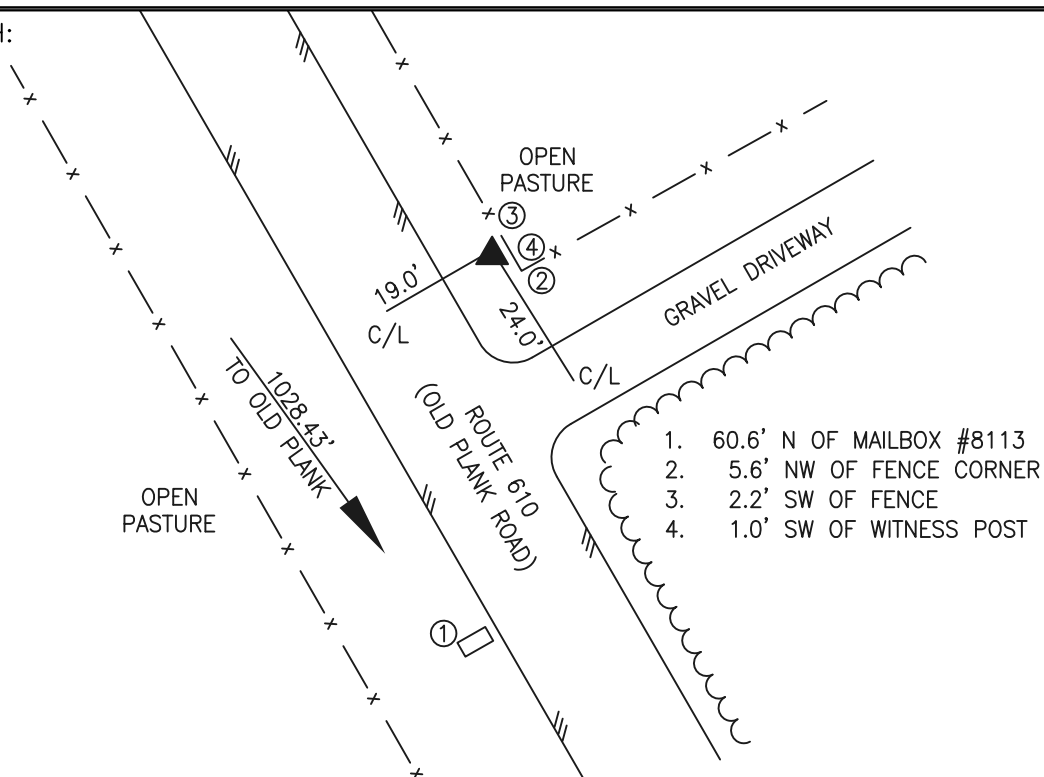 H:
OPEN
PASTURE
③
④
②
19.0'
C/L
24.0'
C/L
GRAVEL DRIVEWAY
1028.43'
TO OLD PLANK
ROUTE 610
(OLD PLANK ROAD)
1. 60.6' N OF MAILBOX #8113
2. 5.6' NW OF FENCE CORNER
3. 2.2' SW OF FENCE
4. 1.0' SW OF WITNESS POST
OPEN
PASTURE
①